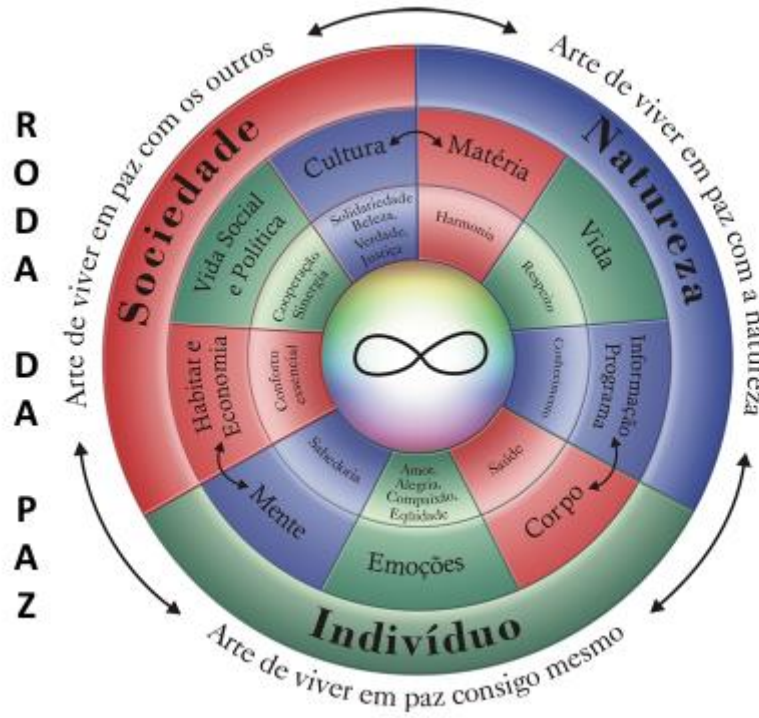 RODA DA PAZ
Arte de viver em paz com os outros
Arte de viver em paz com a natureza
Arte de viver em paz consigo mesmo
Sociedade
Natureza
Indivíduo
Cultura
Matéria
Vida
Informação
Programa
Corpo
Emoções
Mente
Habitat e
Economia
Vida Social
e Política
Solidariedade
Beleza,
Verdade,
Justiça
Harmonia
Respeito
Conhecimento
Saúde
Amor,
Alegria,
Compaixão,
Eqüidade
Sabedoria
Conforto
essencial
Cooperação
Sinergia